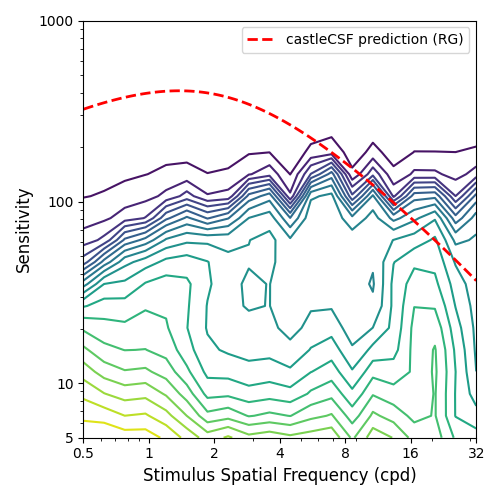 1000
castleCSF prediction (RG)
Sensitivity
100
10
5
0.5 1 2 4 8 16 32
Stimulus Spatial Frequency (cpd)